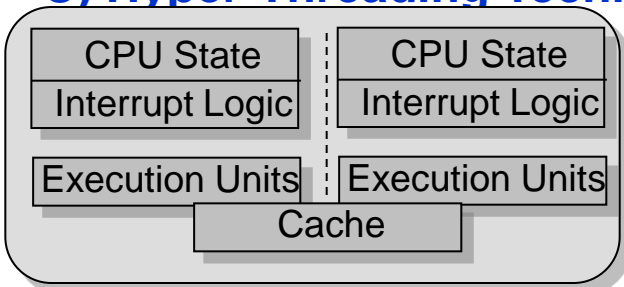 CPU State CPU State
Interrupt Logic Interrupt Logic
Execution Units Execution Units
Cache